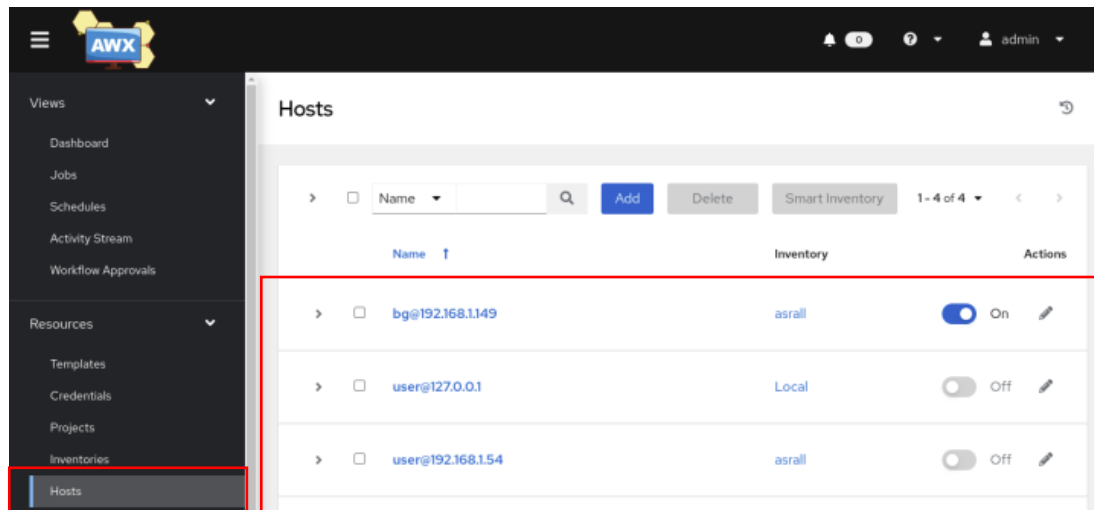 AWX
0
admin
Views
Dashboard
Jobs
Schedules
Activity Stream
Workflow Approvals
Resources
Templates
Credentials
Projects
Inventories
Hosts
Hosts
Name
Add
Delete
Smart Inventory
1 - 4 of 4
Name Inventory Actions
bg@192.168.1.149 asrall On
user@127.0.0.1 Local Off
user@192.168.1.54 asrall Off